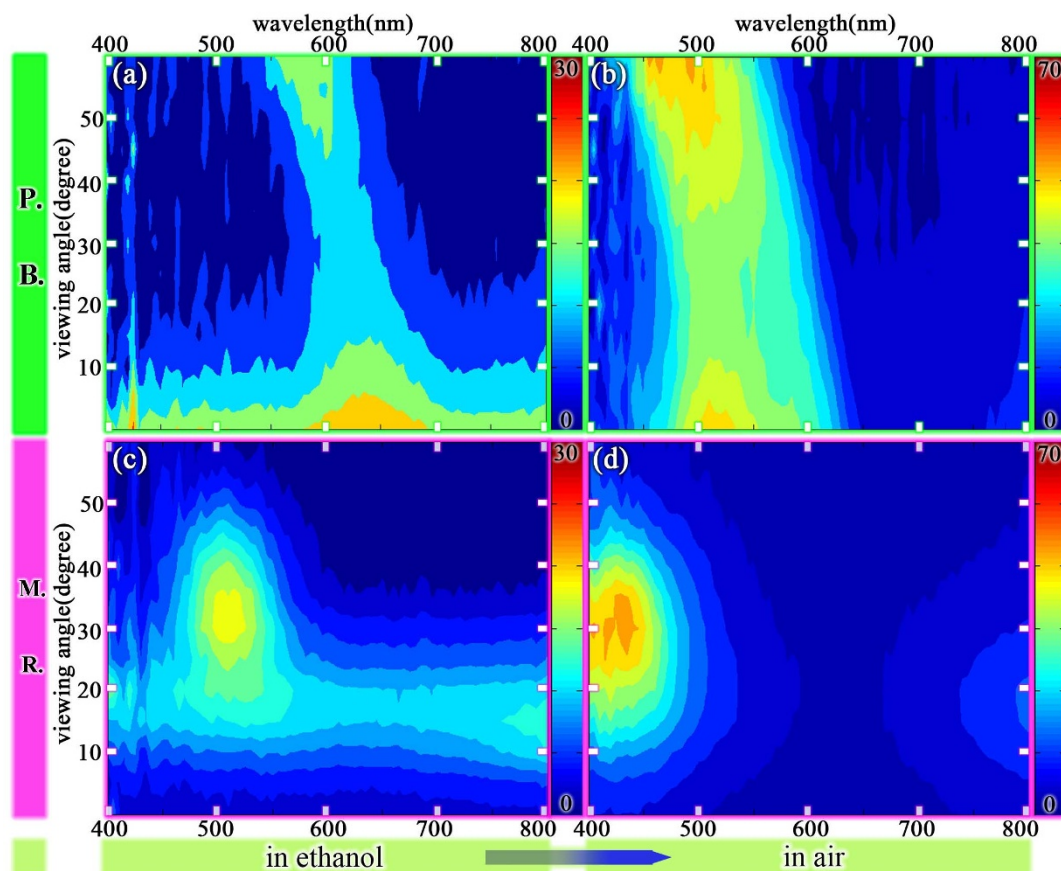 wavelength(nm) wavelength(nm)
400 500 600 700 800 400 500 600 700 800
(a) 30 (b) 70
50
40
30
20
10
0 0
viewing angle(degree)
P.
B.
(c) 30 (d) 70
50
40
30
20
10
0 0
viewing angle(degree)
M.
R.
400 500 600 700 800 400 500 600 700 800
in ethanol in air